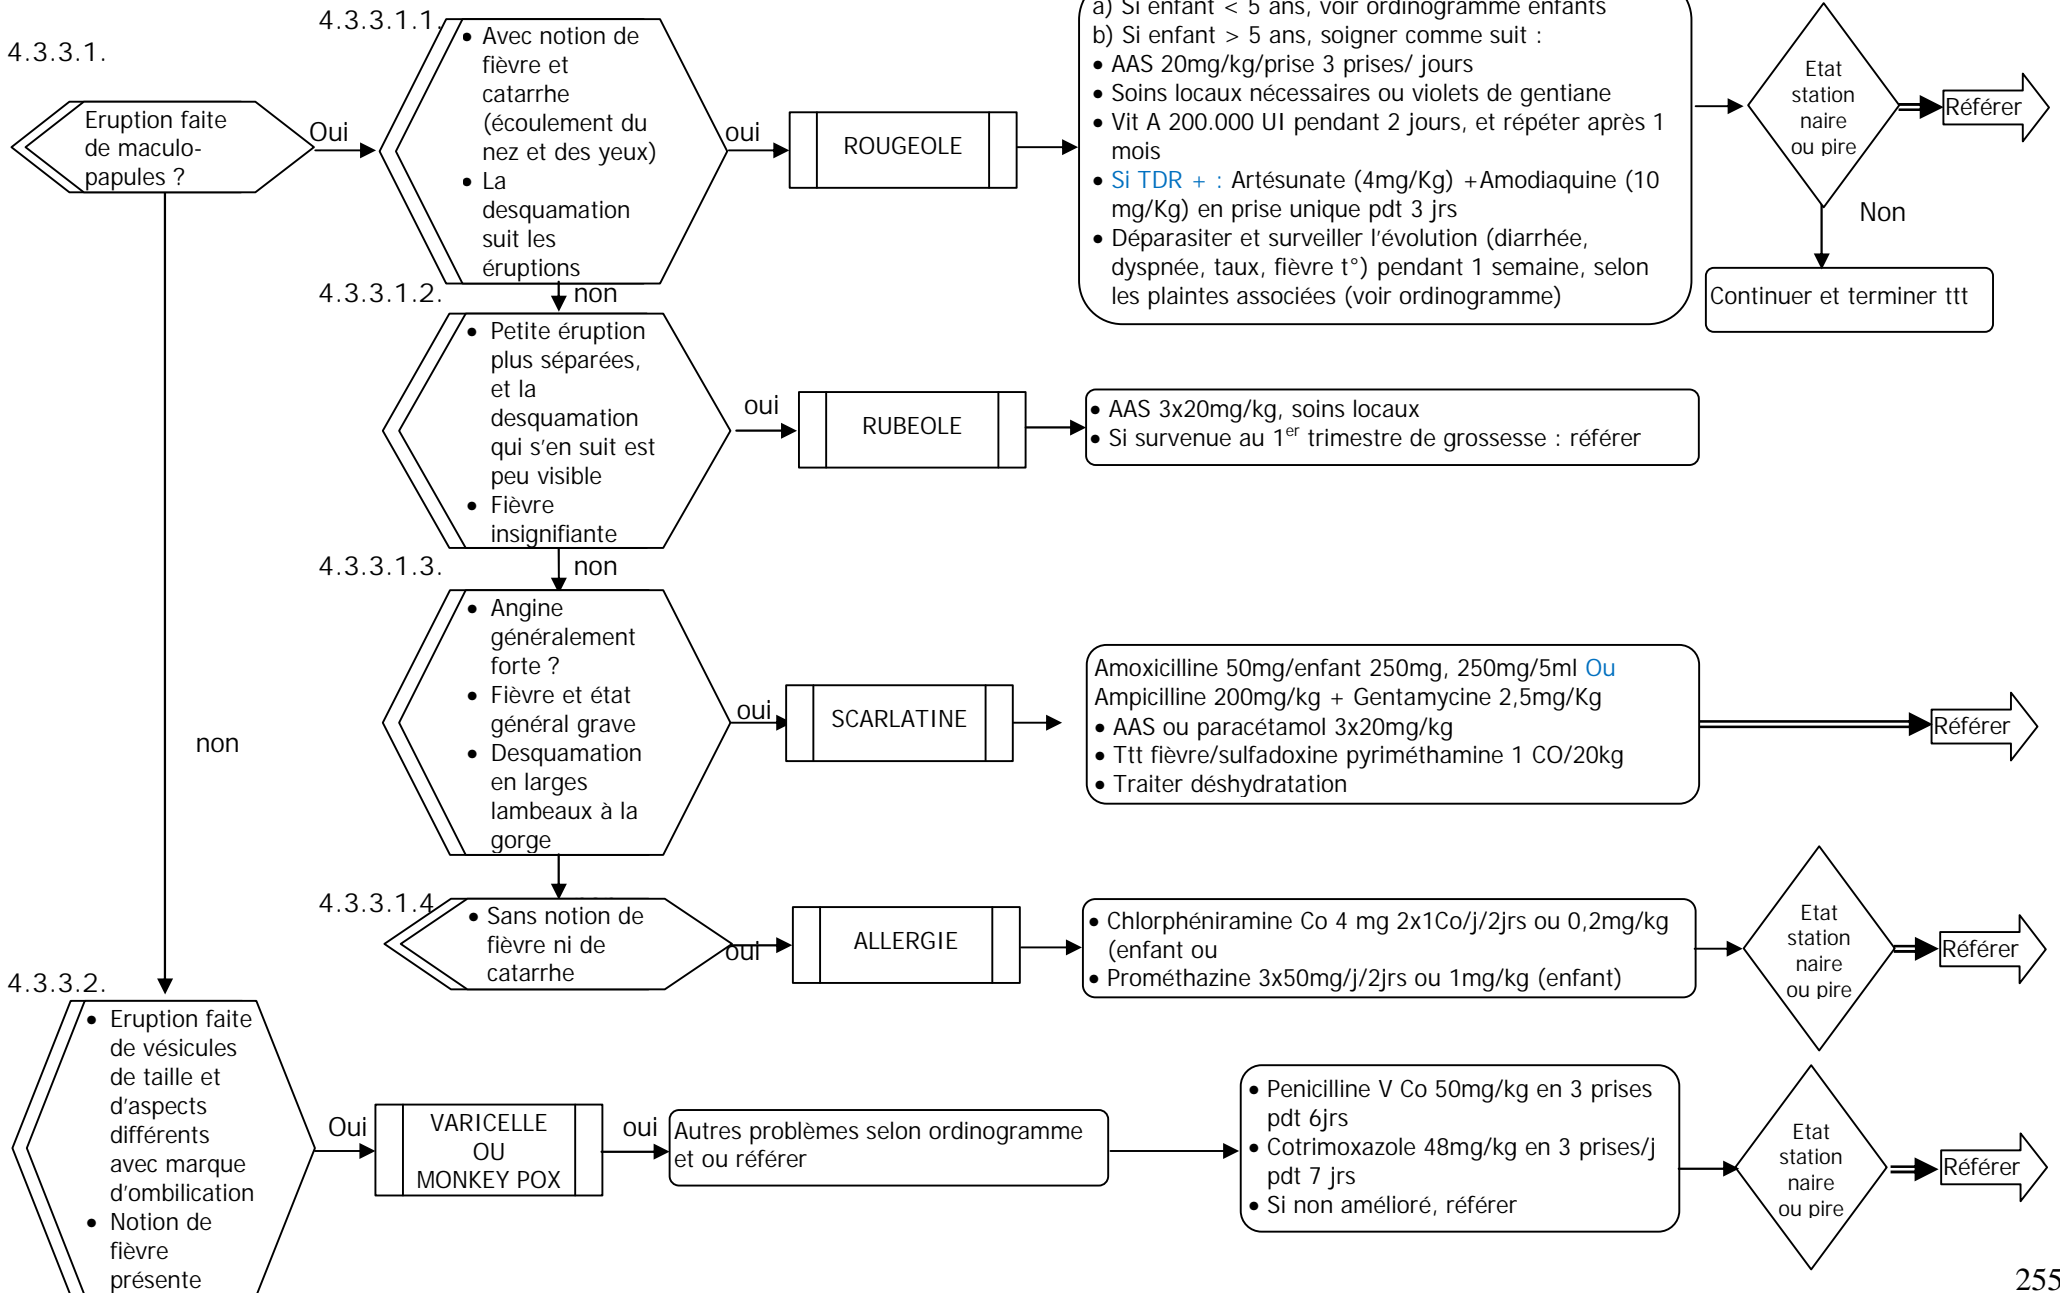 4.3.3.1.
Eruption faite
de maculo-
papules ?
Oui
4.3.3.1.1.
• Avec notion de
fièvre et
catarrhe
(écoulement du
nez et des yeux)
• La
desquamation
suit les
éruptions
oui
ROUGEOLE
a) Si enfant < 5 ans, voir ordinogramme enfants
b) Si enfant > 5 ans, soigner comme suit :
• AAS 20mg/kg/prise 3 prises/ jours
• Soins locaux nécessaires ou violets de gentiane
• Vit A 200.000 UI pendant 2 jours, et répéter après 1
mois
• Si TDR + : Artésunate (4mg/Kg) +Amodiaquine (10
mg/Kg) en prise unique pdt 3 jrs
• Déparasiter et surveiller l'évolution (diarrhée,
dyspnée, taux, fièvre t°) pendant 1 semaine, selon
les plaintes associées (voir ordinogramme)
Etat
station
naire
ou pire
Référer
Non
Continuer et terminer ttt
non
4.3.3.1.2.
• Petite éruption
plus séparées,
et la
desquamation
qui s'en suit est
peu visible
• Fièvre
insignifiante
oui
RUBEOLE
• AAS 3x20mg/kg, soins locaux
• Si survenue au 1er trimestre de grossesse : référer
non
4.3.3.1.3.
• Angine
généralement
forte ?
• Fièvre et état
général grave
• Desquamation
en larges
lambeaux à la
gorge
oui
SCARLATINE
Amoxicilline 50mg/enfant 250mg, 250mg/5ml Ou
Ampicilline 200mg/kg + Gentamycine 2,5mg/Kg
• AAS ou paracétamol 3x20mg/kg
• Ttt fièvre/sulfadoxine pyriméthamine 1 CO/20kg
• Traiter déshydratation
Référer
non
4.3.3.1.4
• Sans notion de
fièvre ni de
catarrhe
oui
ALLERGIE
• Chlorphéniramine Co 4 mg 2x1Co/j/2jrs ou 0,2mg/kg
(enfant ou
• Prométhazine 3x50mg/j/2jrs ou 1mg/kg (enfant)
Etat
station
naire
ou pire
Référer
4.3.3.2.
• Eruption faite
de vésicules
de taille et
d'aspects
différents
avec marque
d'ombilication
• Notion de
fièvre
présente
Oui
VARICELLE
OU
MONKEY POX
oui
Autres problèmes selon ordinogramme
et ou référer
• Penicilline V Co 50mg/kg en 3 prises
pdt 6jrs
• Cotrimoxazole 48mg/kg en 3 prises/j
pdt 7 jrs
• Si non amélioré, référer
Etat
station
naire
ou pire
Référer
255